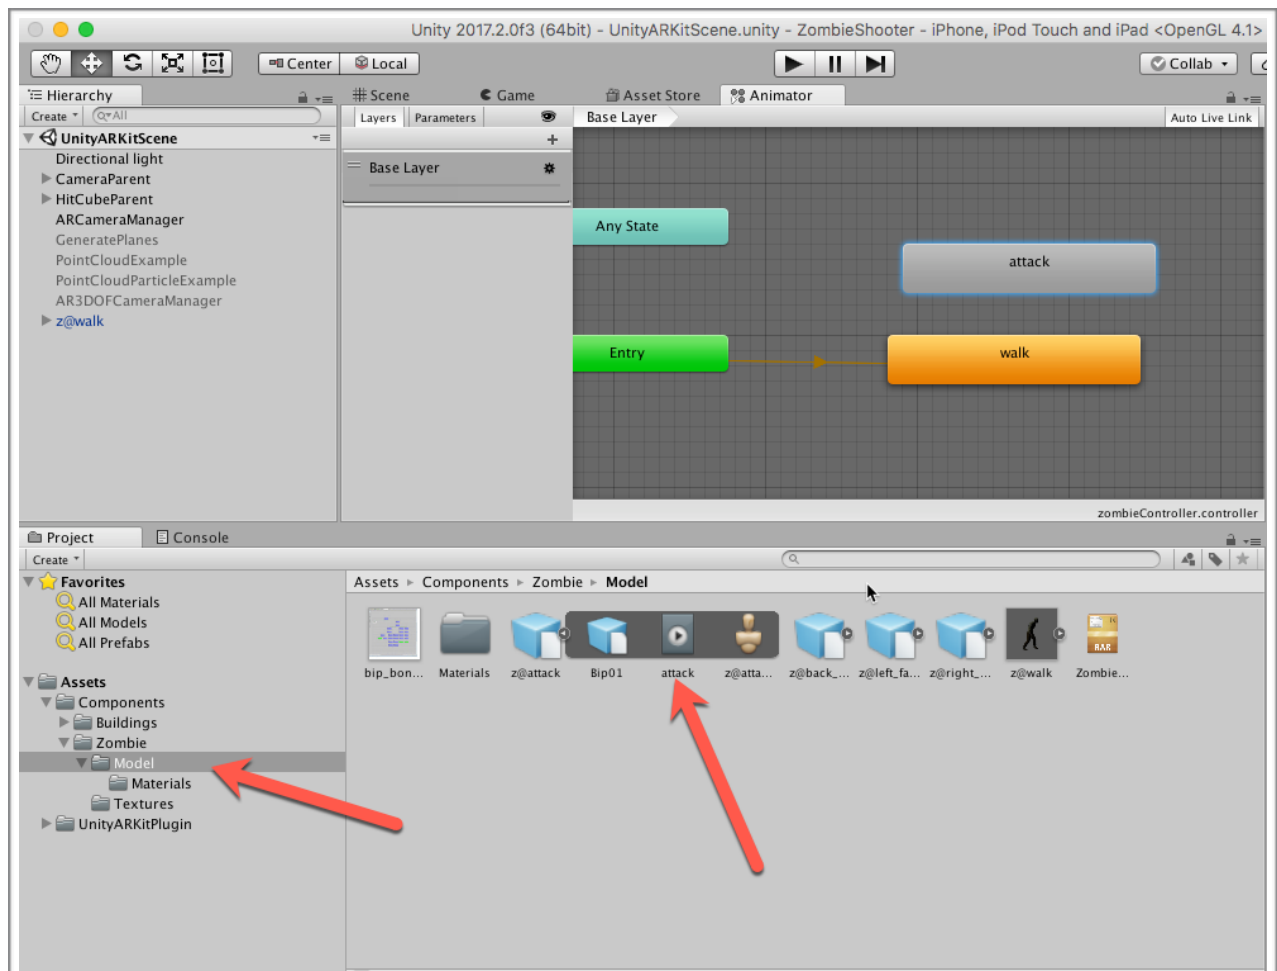 Unity 2017.2.0f3 (64bit) - UnityARKitScene.unity - ZombieShooter - iPhone, iPod Touch and iPad <OpenGL 4.1>
Center Local Collab
Hierarchy
Create All
UnityARKitScene
Directional light
CameraParent
HitCubeParent
ARCameraManager
GeneratePlanes
PointCloudExample
PointCloudParticleExample
AR3DOFCameraManager
z@walk
Scene Game Asset Store Animator
Layers Parameters Base Layer Auto Live Link
Base Layer
Any State
attack
Entry
walk
zombieController.controller
Project Console
Create
Favorites
All Materials
All Models
All Prefabs
Assets
Components
Buildings
Zombie
Model
Materials
Textures
UnityARKitPlugin
Assets Components Zombie Model
RAR
bip_bon... Materials z@attack Bip01 attack z@atta... z@back_... z@left_fa... z@right_... z@walk Zombie...